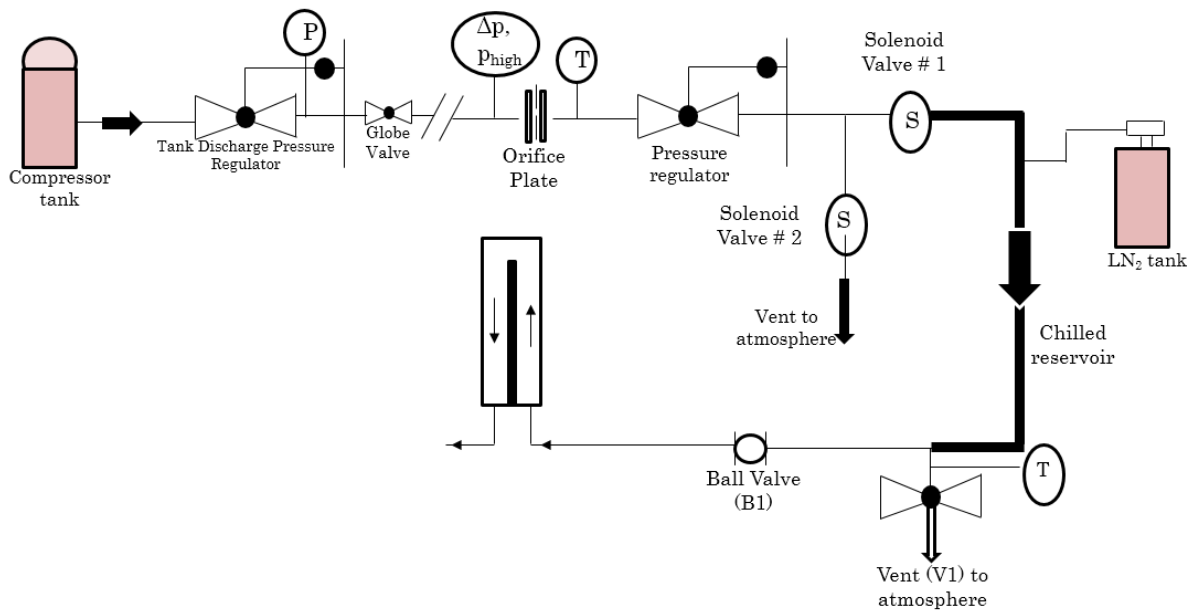 P
Δp,
p_high
T
Solenoid
Valve # 1
S
Globe
Valve
Tank Discharge Pressure
Regulator
Orifice
Plate
Pressure
regulator
Compressor
tank
Solenoid
Valve # 2
S
LN₂ tank
Vent to
atmosphere
Chilled
reservoir
Ball Valve
(B1)
T
Vent (V1) to
atmosphere